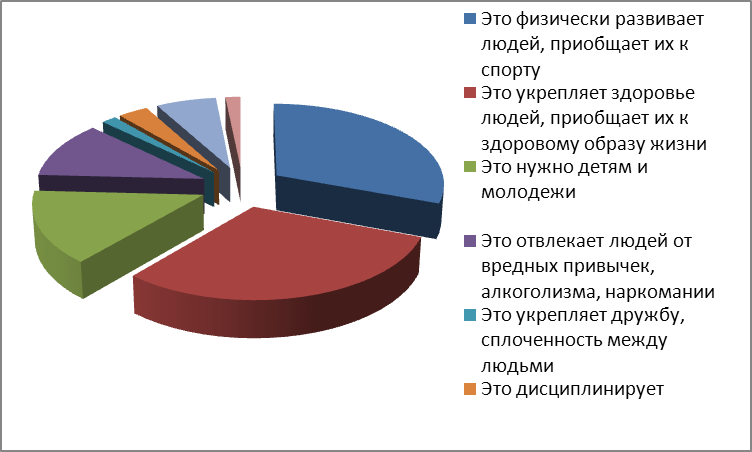 Это физически развивает
людей, приобщает их к
спорту
Это укрепляет здоровье
людей, приобщает их к
здоровому образу жизни
Это нужно детям и
молодежи
Это отвлекает людей от
вредных привычек,
алкоголизма, наркомании
Это укрепляет дружбу,
сплоченность между
людьми
Это дисциплинирует